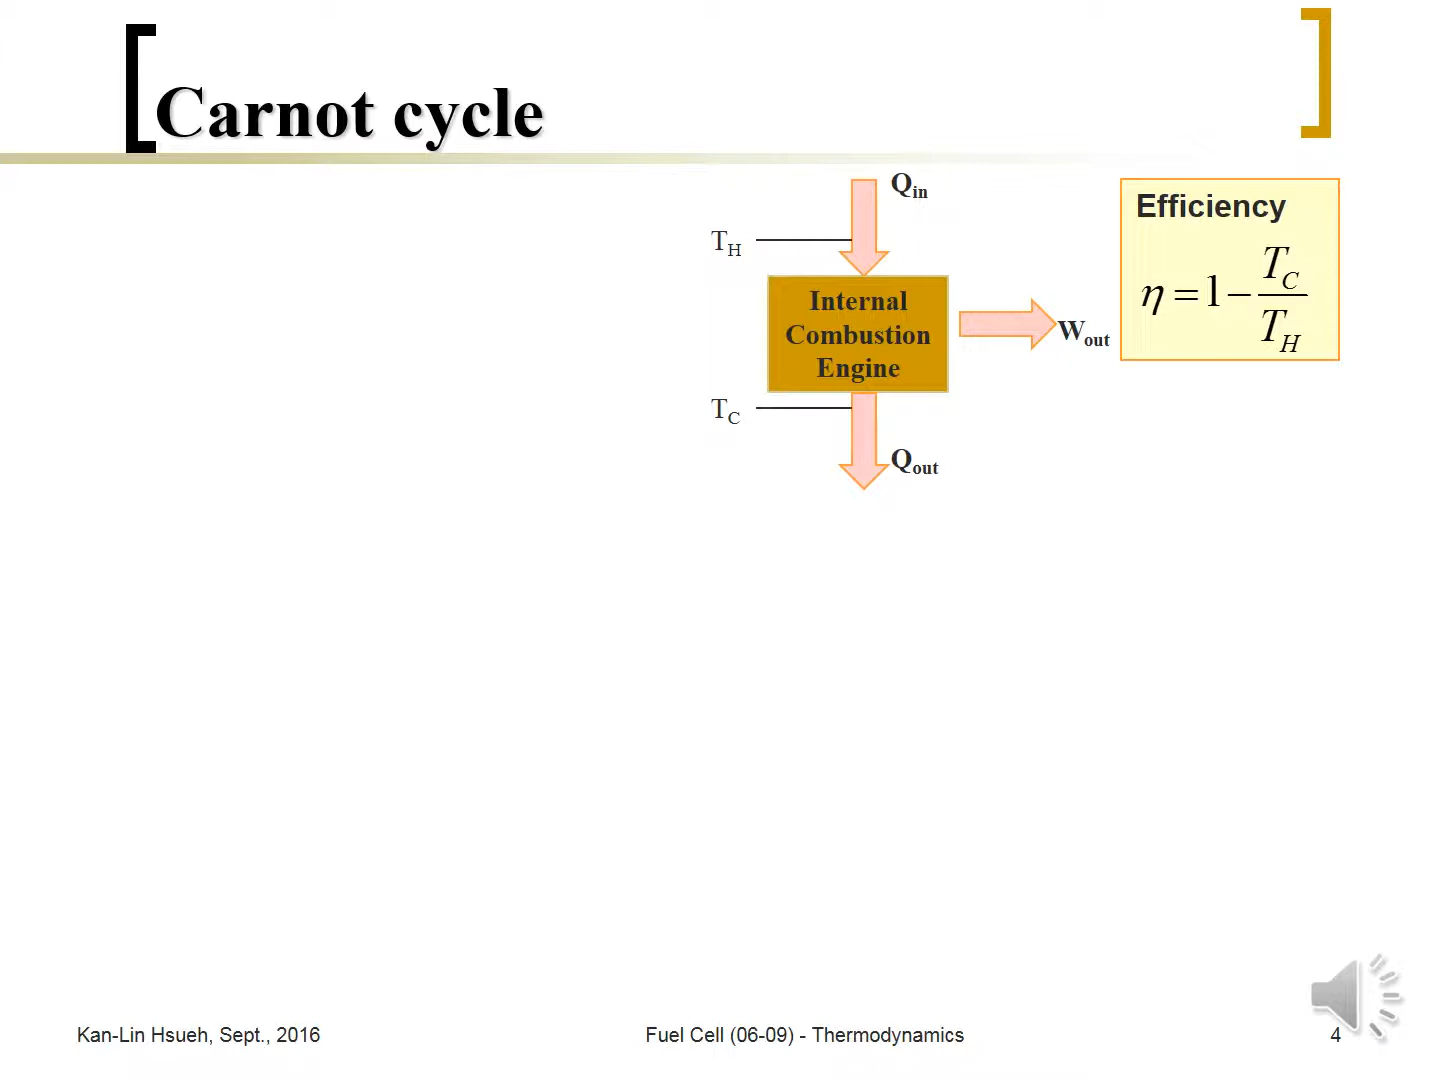 Carnot cycle
Q_in
T_H
Internal
Combustion
Engine
W_out
T_C
Q_out
Efficiency
η = 1 − T_C / T_H
Kan-Lin Hsueh, Sept., 2016
Fuel Cell (06-09) - Thermodynamics
4